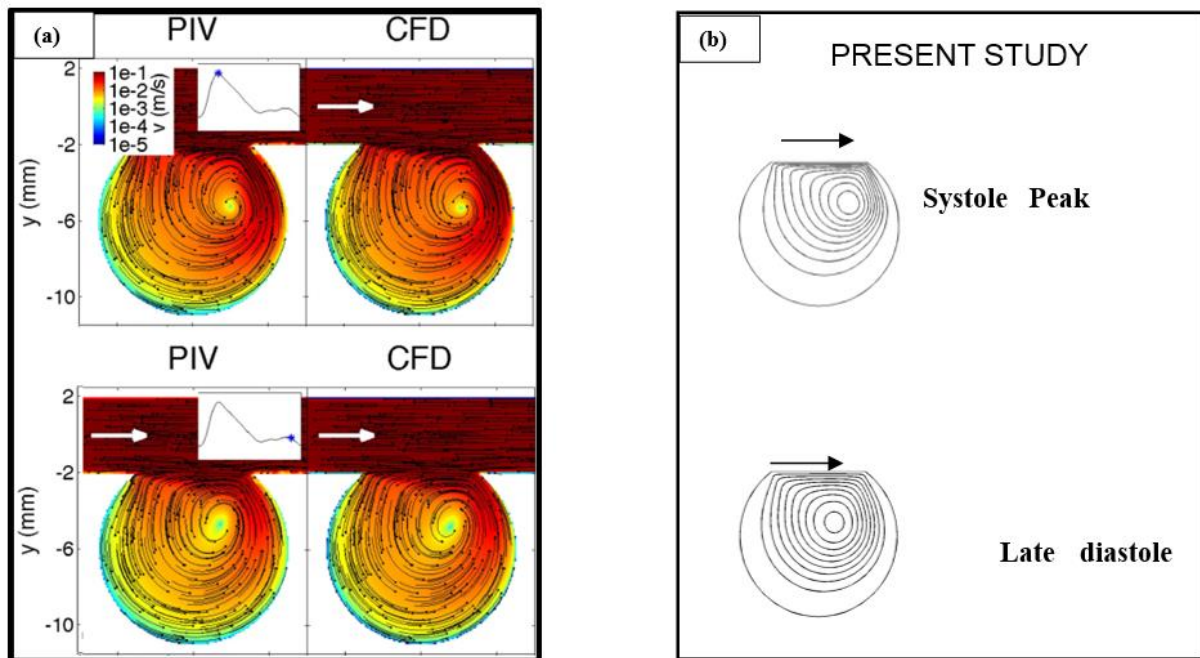 (a)
PIV
CFD
2
-2
-6
-10
y (mm)
1e-1
1e-2
1e-3
1e-4
1e-5
v (m/s)
PIV
CFD
2
-2
-6
-10
y (mm)
(b)
PRESENT STUDY
Systole Peak
Late diastole